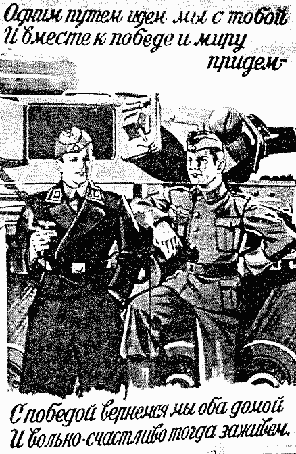 Одним путем идем мы с тобой
И вместе к победе и миру
придем-
С победой вернемся мы оба домой
И вольно-счастливо тогда заживем.